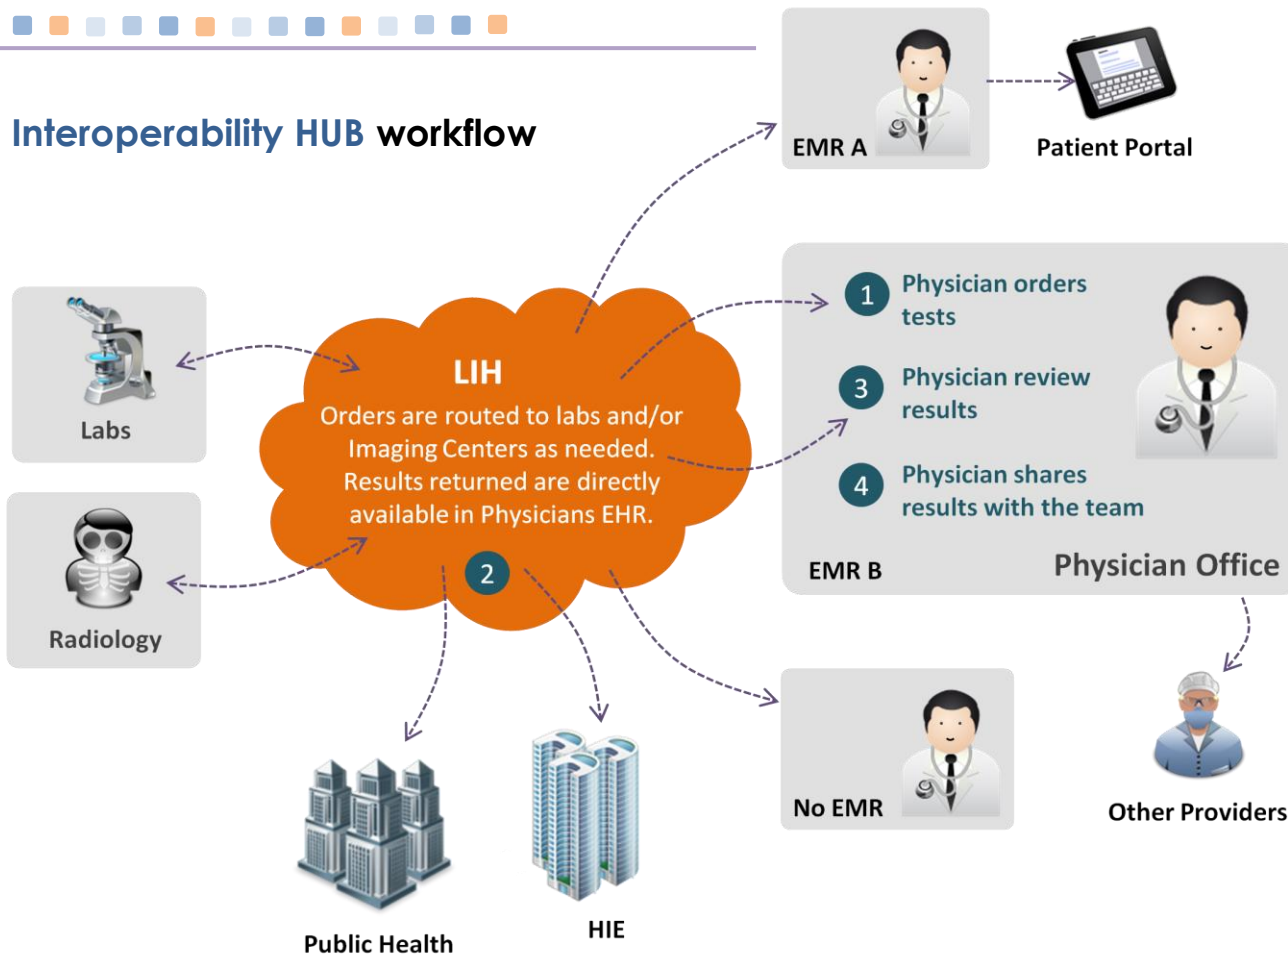 Interoperability HUB workflow
EMR A
Patient Portal
1
Physician orders
tests
3
Physician review
results
4
Physician shares
results with the team
EMR B
Physician Office
Labs
Radiology
LIH
Orders are routed to labs and/or
Imaging Centers as needed.
Results returned are directly
available in Physicians EHR.
2
No EMR
Other Providers
Public Health
HIE